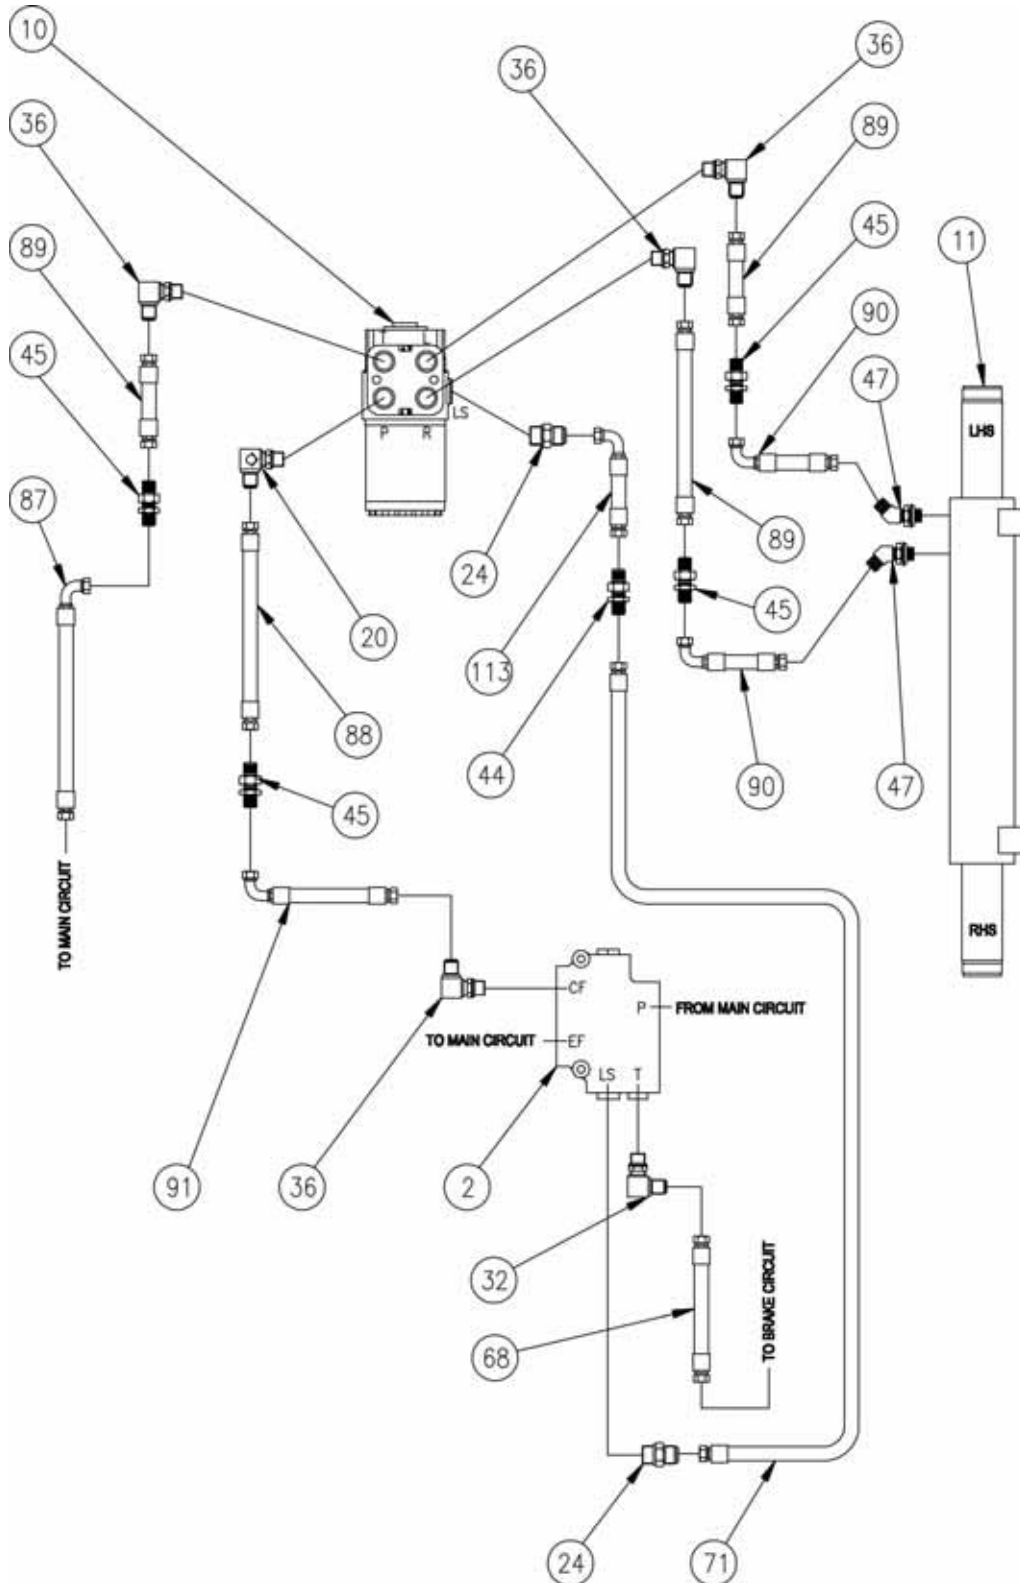 10
36
36
36
89
89
45
11
90
45
47
LHS
87
LS
P R
24
89
20
45
113
88
44
90
47
45
TO MAIN CIRCUIT
RHS
CF
P
FROM MAIN CIRCUIT
TO MAIN CIRCUIT
EF
LS T
91
36
2
32
TO BRAKE CIRCUIT
68
24
71